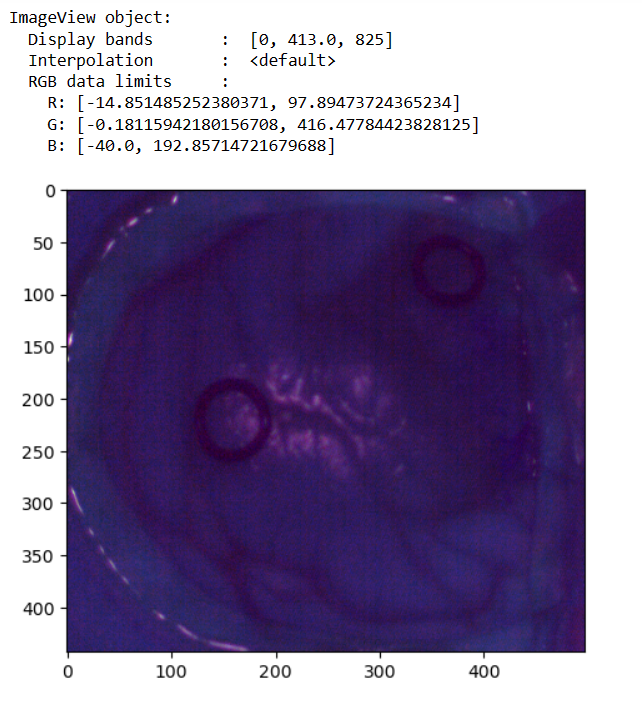 ImageView object:
Display bands : [0, 413.0, 825]
Interpolation : <default>
RGB data limits :
R: [-14.851485252380371, 97.89473724365234]
G: [-0.18115942180156708, 416.47784423828125]
B: [-40.0, 192.85714721679688]
0
50
100
150
200
250
300
350
400
0 100 200 300 400